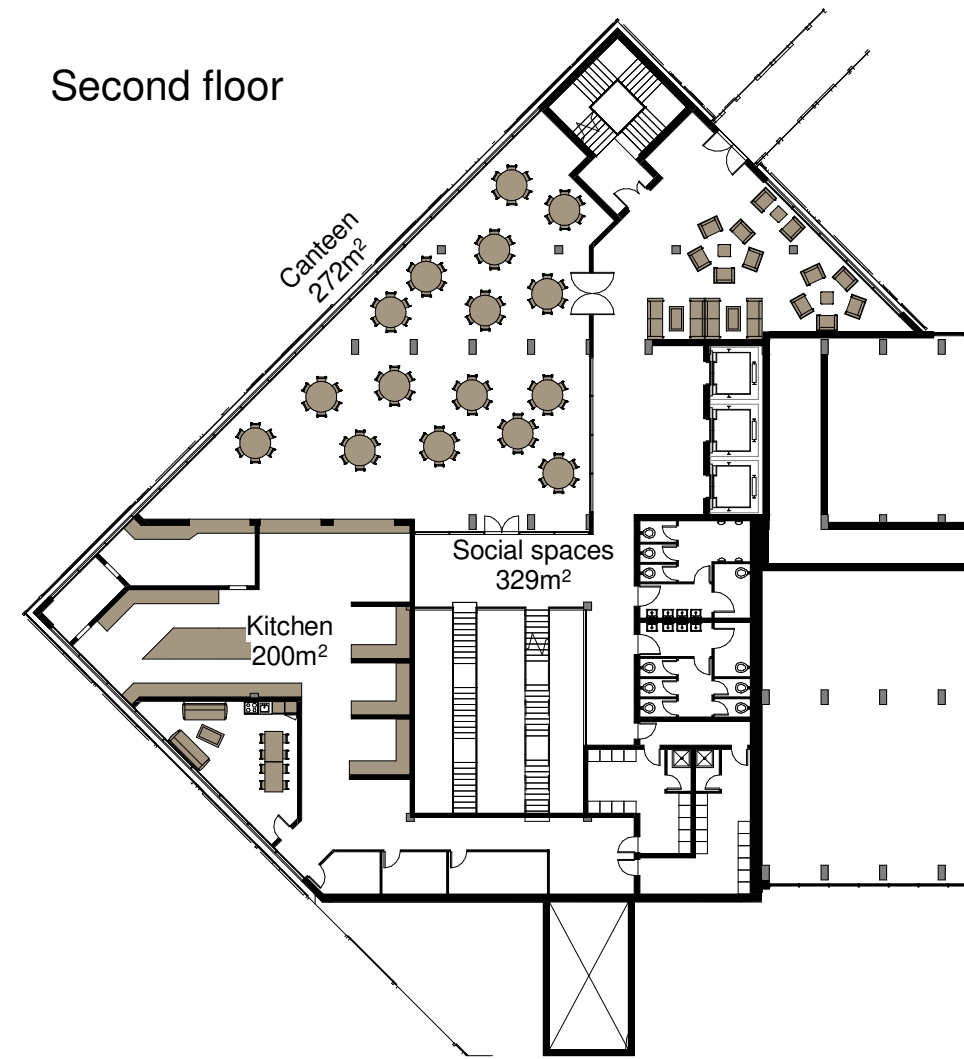 Second floor
Canteen
272m²
Social spaces
329m²
Kitchen
200m²